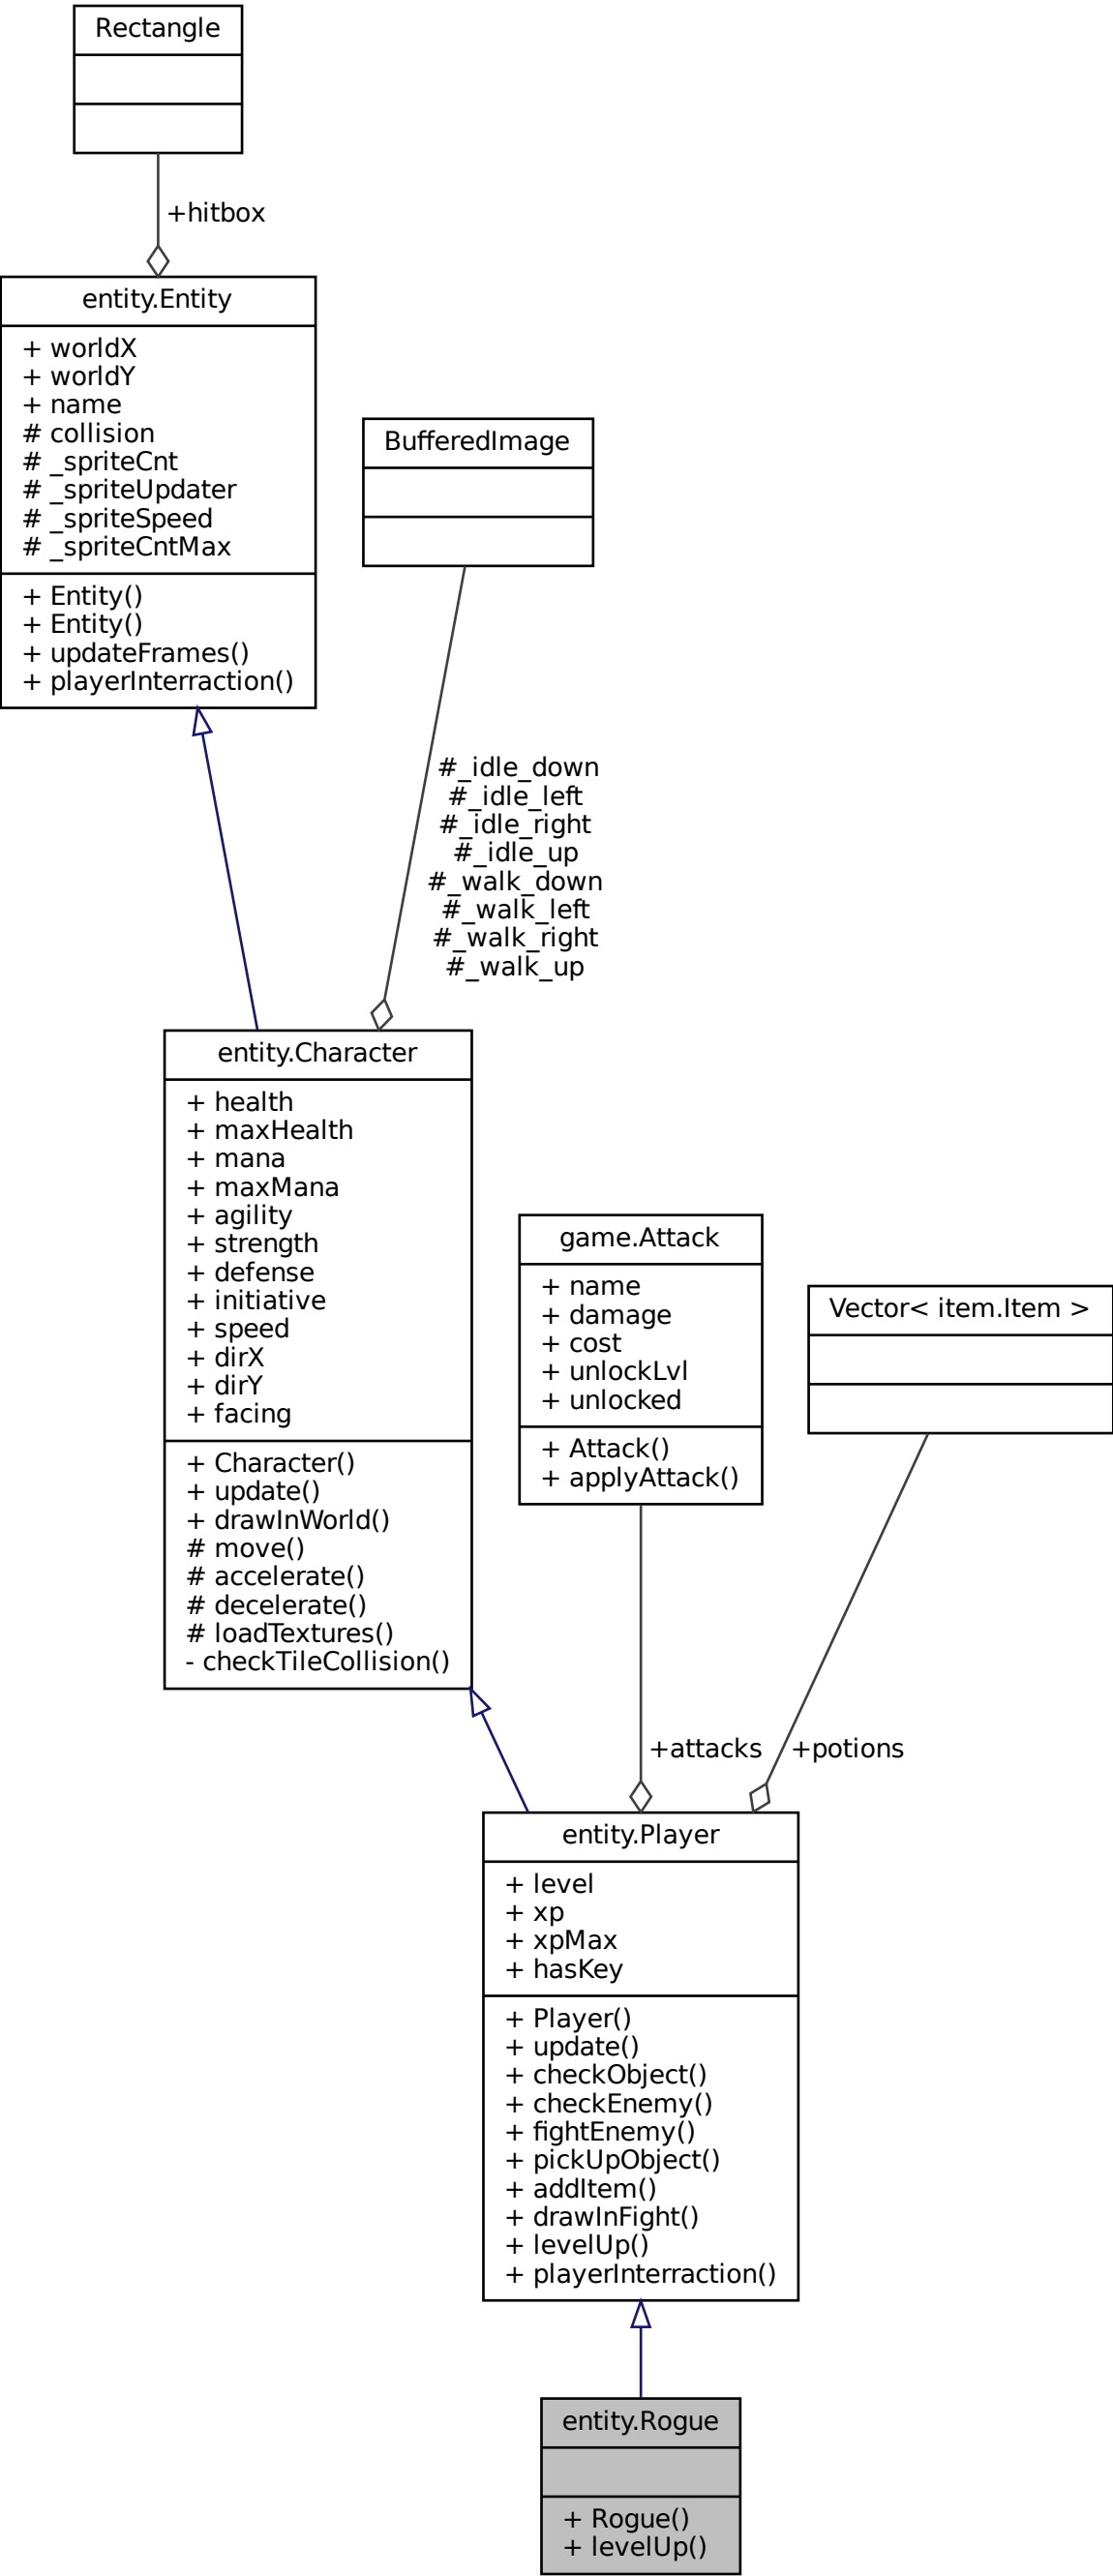 Rectangle
+hitbox
entity.Entity
+ worldX
+ worldY
+ name
# collision
# _spriteCnt
# _spriteUpdater
# _spriteSpeed
# _spriteCntMax
+ Entity()
+ Entity()
+ updateFrames()
+ playerInterraction()
BufferedImage
#_idle_down
#_idle_left
#_idle_right
#_idle_up
#_walk_down
#_walk_left
#_walk_right
#_walk_up
entity.Character
+ health
+ maxHealth
+ mana
+ maxMana
+ agility
+ strength
+ defense
+ initiative
+ speed
+ dirX
+ dirY
+ facing
+ Character()
+ update()
+ drawInWorld()
# move()
# accelerate()
# decelerate()
# loadTextures()
- checkTileCollision()
game.Attack
+ name
+ damage
+ cost
+ unlockLvl
+ unlocked
+ Attack()
+ applyAttack()
Vector< item.Item >
+attacks
+potions
entity.Player
+ level
+ xp
+ xpMax
+ hasKey
+ Player()
+ update()
+ checkObject()
+ checkEnemy()
+ fightEnemy()
+ pickUpObject()
+ addItem()
+ drawInFight()
+ levelUp()
+ playerInterraction()
entity.Rogue
+ Rogue()
+ levelUp()